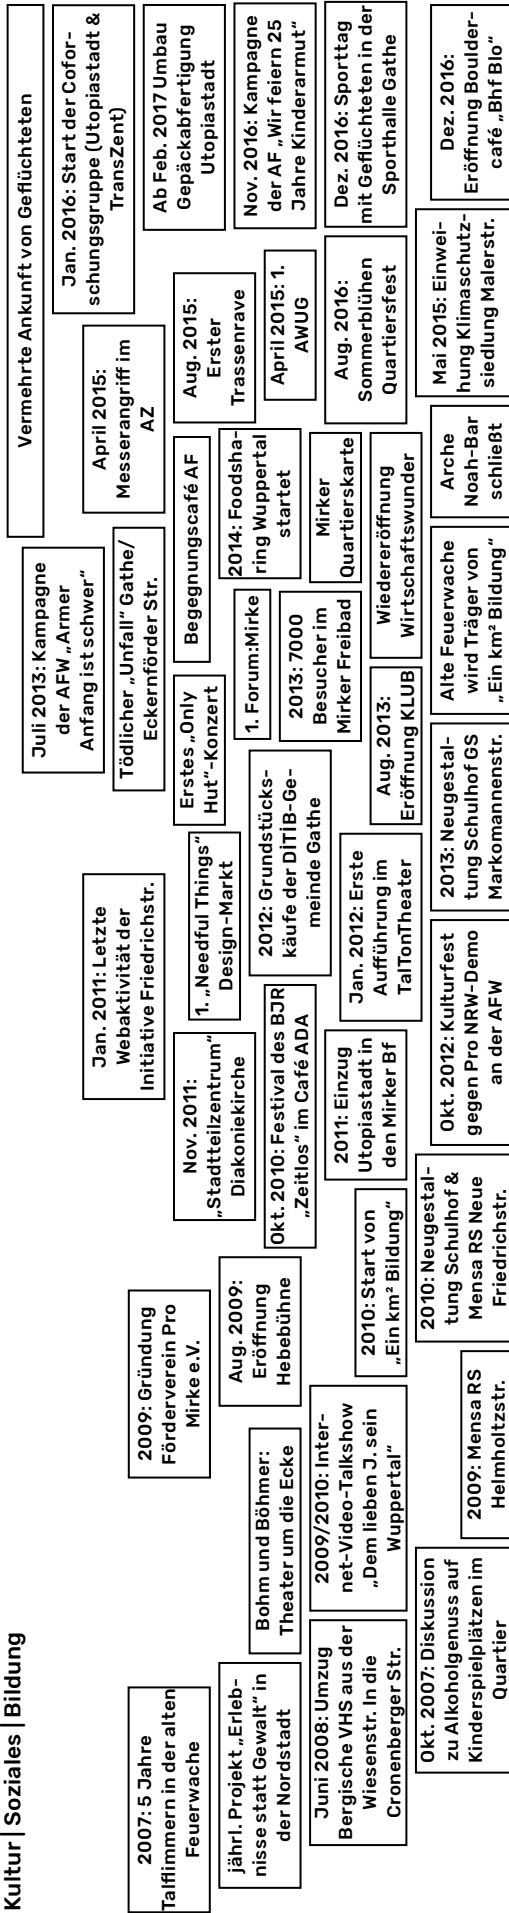 Kultur | Soziales | Bildung
2007: 5 Jahre
Talflimmern in der alten
Feuerwache
jährl. Projekt „Erleb-
nisse statt Gewalt“ in
der Nordstadt
Juni 2008: Umzug
Bergische VHS aus der
Wiesenstr. In die
Cronenberger Str.
Okt. 2007: Diskussion
zu Alkoholgenuss auf
Kinderspielplätzen im
Quartier
Bohm und Böhmer:
Theater um die Ecke
2009/2010: Inter-
net-Video-Talkshow
„Dem lieben J. sein
Wuppertal“
2009: Mensa RS
Helmholtzstr.
2009: Gründung
Förderverein Pro
Mirke e.V.
Aug. 2009:
Eröffnung
Hebebühne
2010: Start von
„Ein km² Bildung“
2010: Neugestal-
tung Schulhof &
Mensa RS Neue
Friedrichstr.
Jan. 2011: Letzte
Webaktivität der
Initiative Friedrichstr.
Nov. 2011:
„Stadtteilzentrum“
Diakoniekirche
Okt. 2010: Festival des BJR
„Zeitlos“ im Café ADA
2011: Einzug
Utopiastadt in
den Mirker Bf
Okt. 2012: Kulturfest
gegen Pro NRW-Demo
an der AFW
1. „Needful Things“
Design-Markt
2012: Grundstücks-
käufe der DİTİB-Ge-
meinde Gathe
Jan. 2012: Erste
Aufführung im
TalTonTheater
2013: Neugestal-
tung Schulhof GS
Markomannenstr.
Juli 2013: Kampagne
der AFW „Armer
Anfang ist schwer“
Tödlicher „Unfall“ Gathe/
Eckernförder Str.
Erstes „Only
Hut“-Konzert
1. Forum:Mirke
2013: 7000
Besucher im
Mirker Freibad
Aug. 2013:
Eröffnung KLUB
Alte Feuerwache
wird Träger von
„Ein km² Bildung“
Begegnungscafé AF
2014: Foodsha-
ring Wuppertal
startet
Mirker
Quartierskarte
Wiedereröffnung
Wirtschaftswunder
Arche
Noah-Bar
schließt
Vermehrte Ankunft von Geflüchteten
April 2015:
Messerangriff im
AZ
Aug. 2015:
Erster
Trassenrave
April 2015: 1.
AWUG
Aug. 2016:
Sommerblühen
Quartiersfest
Mai 2015: Einwei-
hung Klimaschutz-
siedlung Malerstr.
Jan. 2016: Start der Cofor-
schungsgruppe (Utopiastadt &
TransZent)
Ab Feb. 2017 Umbau
Gepäckabfertigung
Utopiastadt
Nov. 2016: Kampagne
der AF „Wir feiern 25
Jahre Kinderarmut“
Dez. 2016: Sporttag
mit Geflüchteten in der
Sporthalle Gathe
Dez. 2016:
Eröffnung Boulder-
café „Bhf Blo“